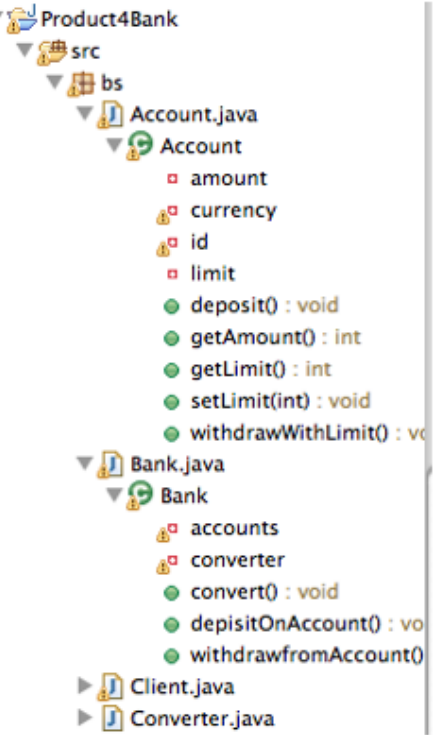 Product4Bank
src
bs
Account.java
Account
amount
currency
id
limit
deposit() : void
getAmount() : int
getLimit() : int
setLimit(int) : void
withdrawWithLimit() : vo
Bank.java
Bank
accounts
converter
convert() : void
depisitOnAccount() : vo
withdrawfromAccount()
Client.java
Converter.java